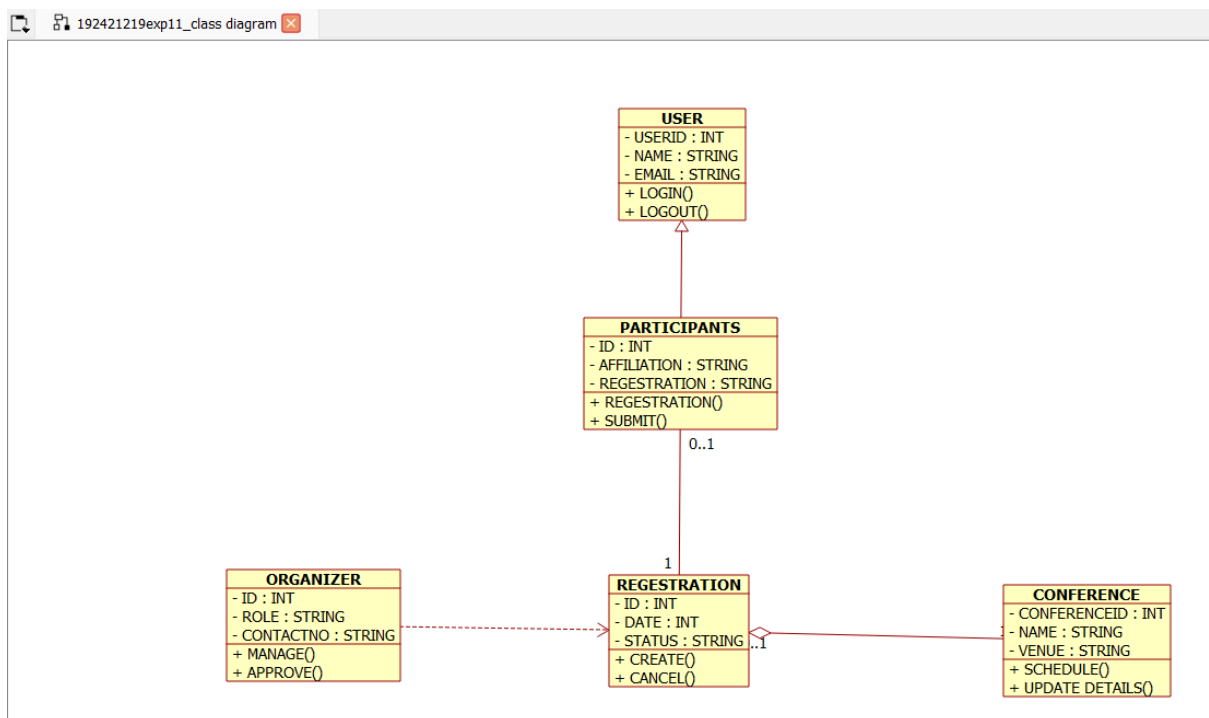 192421219exp11_class diagram
USER
- USERID : INT
- NAME : STRING
- EMAIL : STRING
+ LOGIN()
+ LOGOUT()
PARTICIPANTS
- ID : INT
- AFFILIATION : STRING
- REGESTRATION : STRING
+ REGESTRATION()
+ SUBMIT()
0..1
1
ORGANIZER
- ID : INT
- ROLE : STRING
- CONTACTNO : STRING
+ MANAGE()
+ APPROVE()
REGESTRATION
- ID : INT
- DATE : INT
- STATUS : STRING
+ CREATE()
+ CANCEL()
..1
CONFERENCE
- CONFERENCEID : INT
- NAME : STRING
- VENUE : STRING
+ SCHEDULE()
+ UPDATE DETAILS()